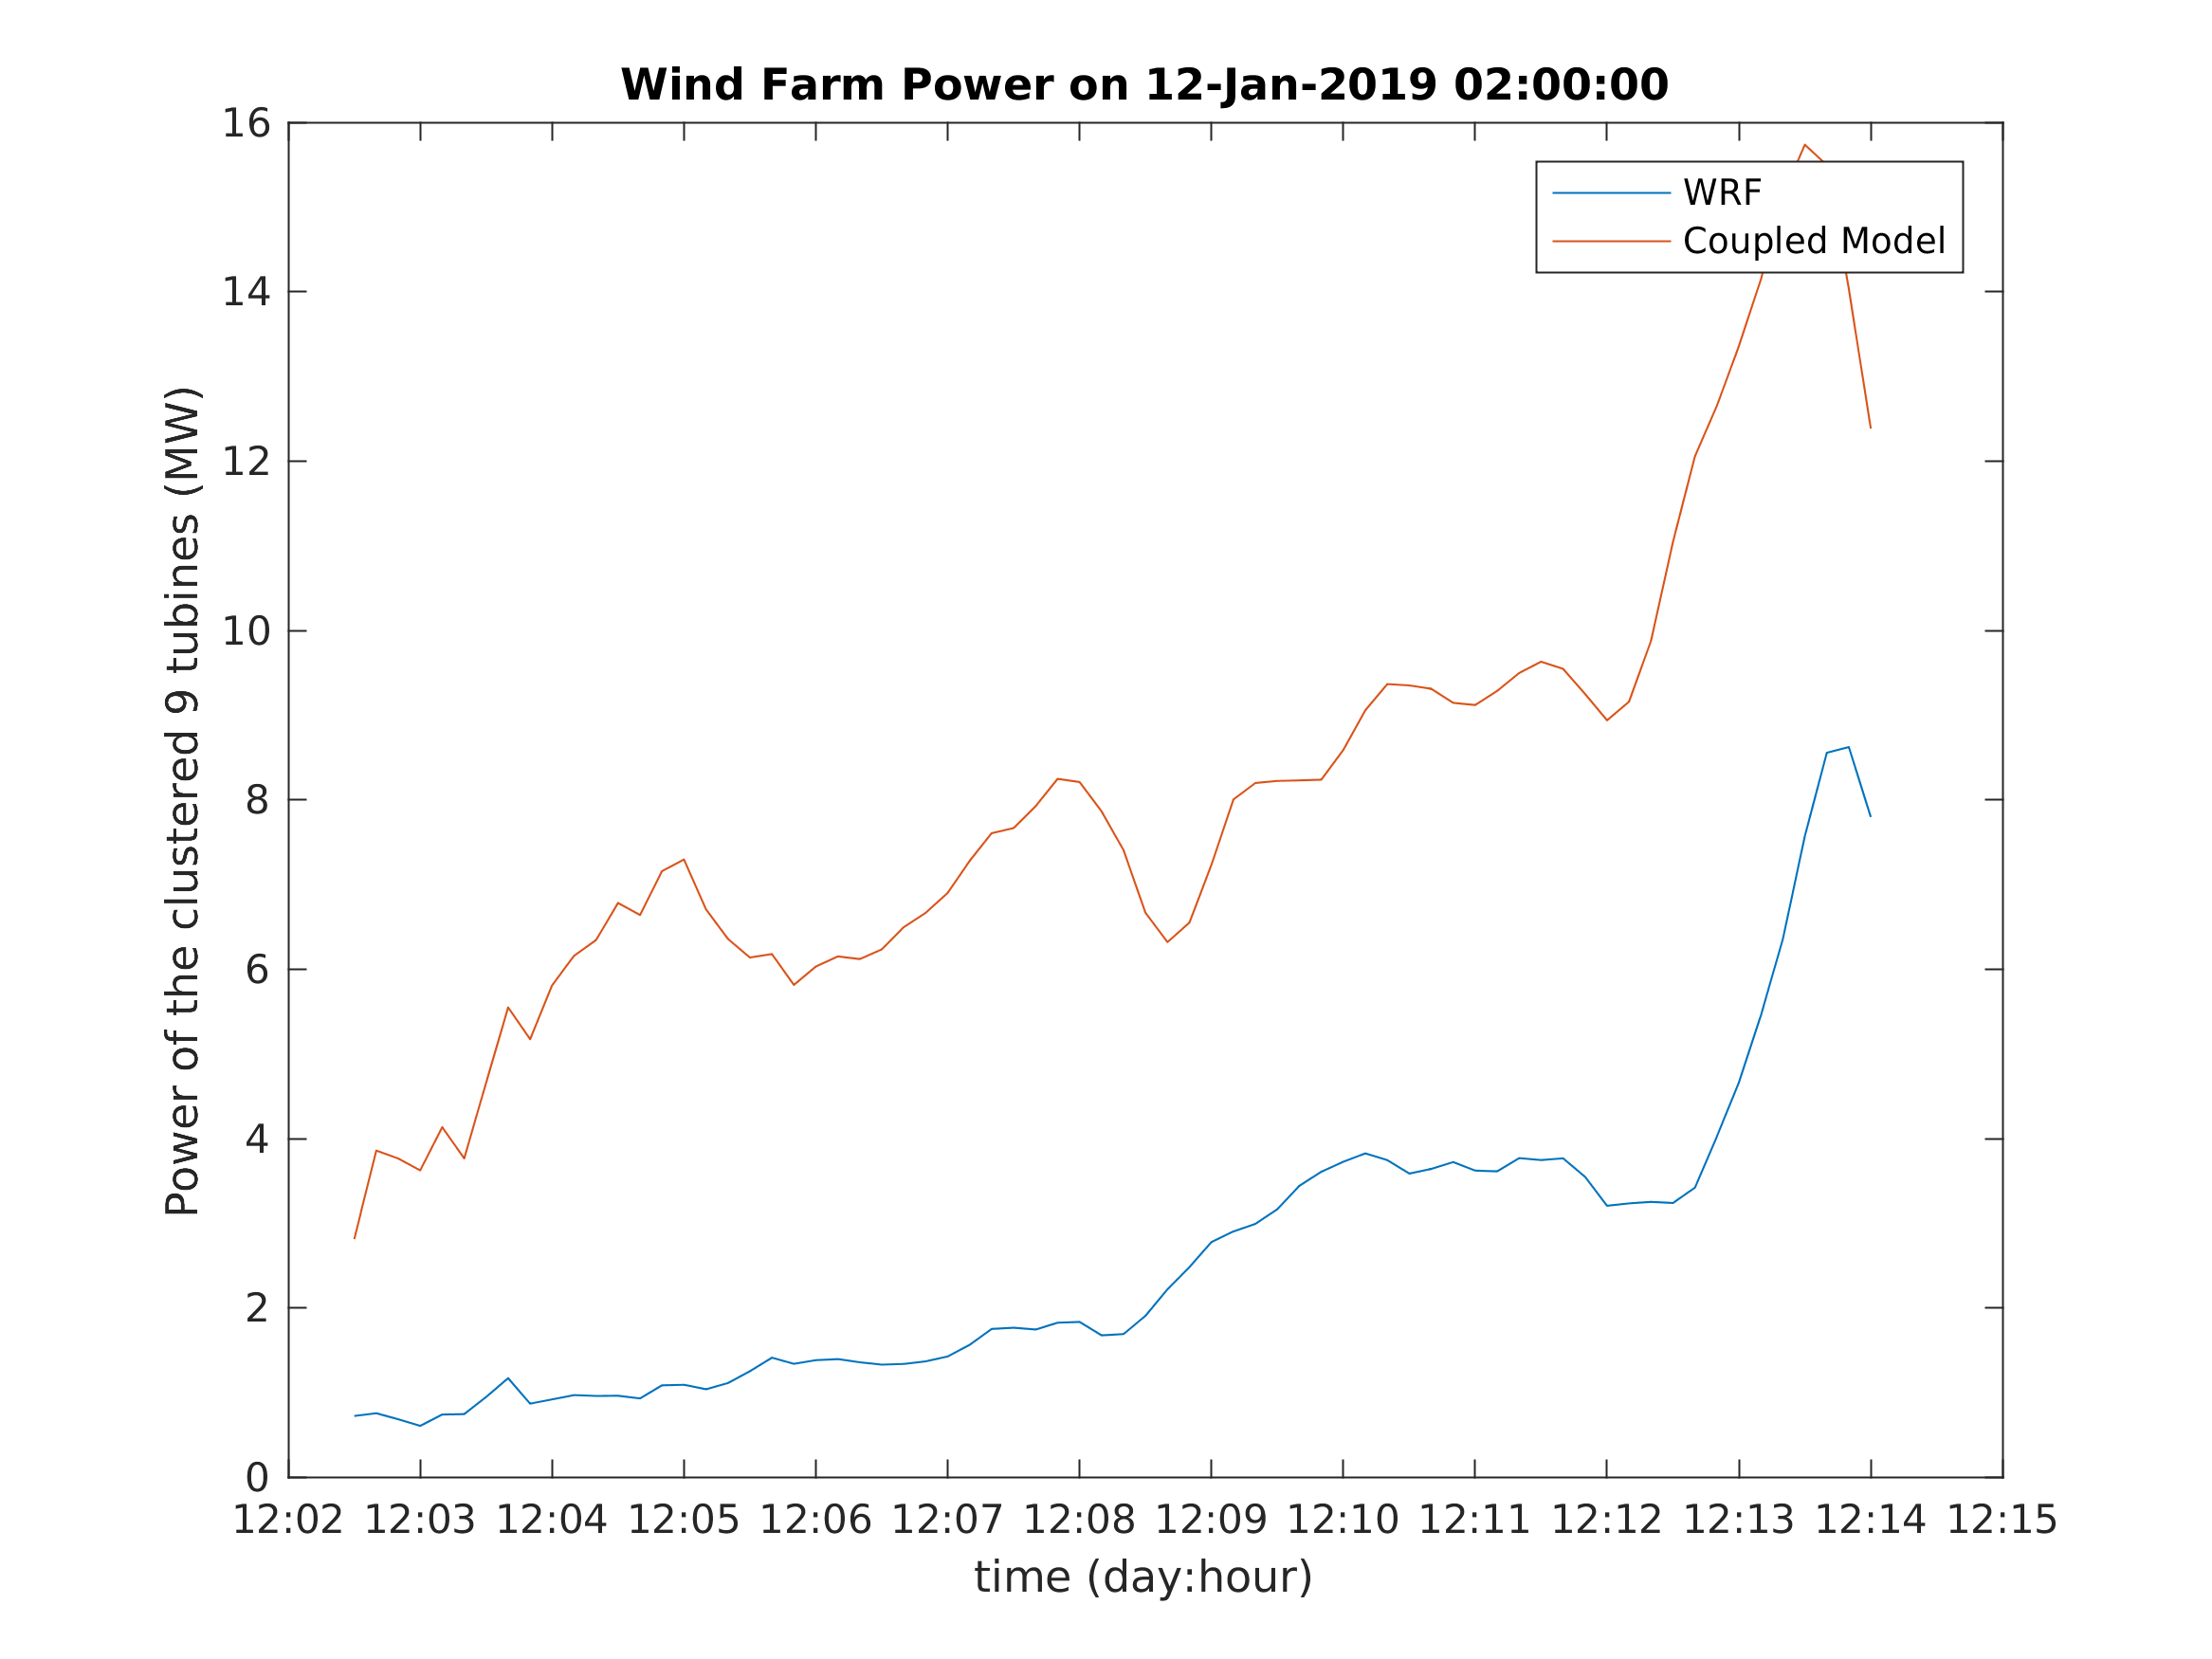 Wind Farm Power on 12-Jan-2019 02:00:00
16
14
12
10
8
6
4
2
0
Power of the clustered 9 tubines (MW)
WRF
Coupled Model
12:02 12:03 12:04 12:05 12:06 12:07 12:08 12:09 12:10 12:11 12:12 12:13 12:14 12:15
time (day:hour)